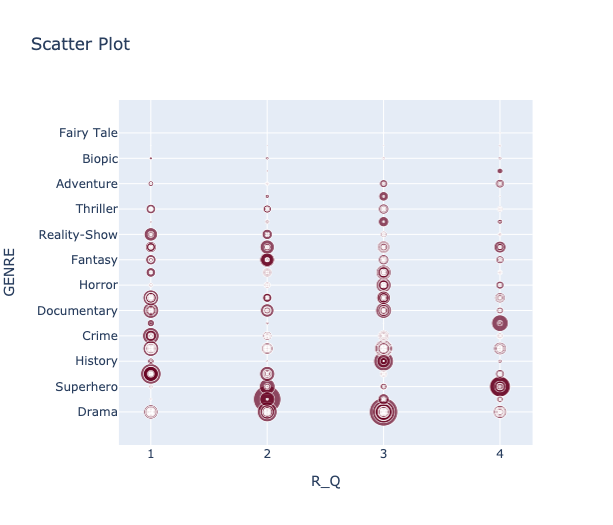 Scatter Plot
Fairy Tale
Biopic
Adventure
Thriller
Reality-Show
Fantasy
Horror
Documentary
Crime
History
Superhero
Drama
GENRE
1 2 3 4
R_Q